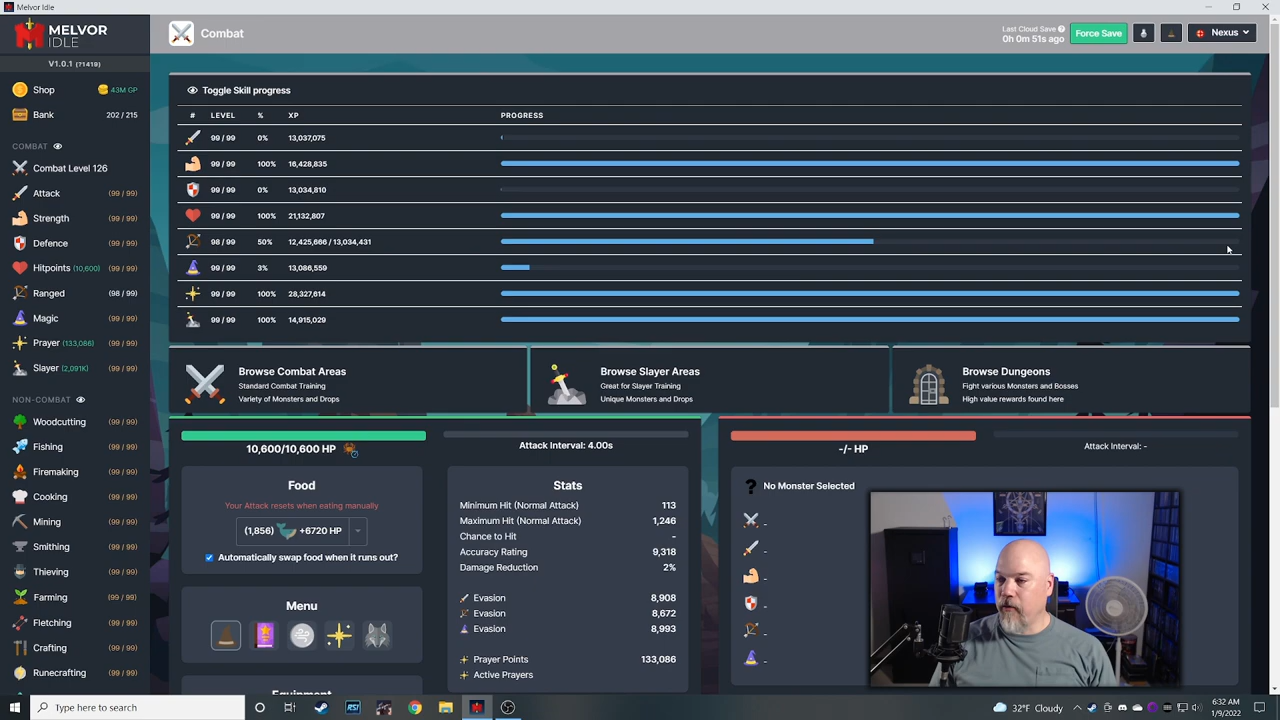 Melvor Idle
MELVOR
IDLE
V1.0.1 (?1419)
Shop 43M GP
Bank 202 / 215
COMBAT
Combat Level 126
Attack (99 / 99)
Strength (99 / 99)
Defence (99 / 99)
Hitpoints (10,600) (99 / 99)
Ranged (98 / 99)
Magic (99 / 99)
Prayer (133,086) (99 / 99)
Slayer (2,091K) (99 / 99)
NON-COMBAT
Woodcutting (99 / 99)
Fishing (99 / 99)
Firemaking (99 / 99)
Cooking (99 / 99)
Mining (99 / 99)
Smithing (99 / 99)
Thieving (99 / 99)
Farming (99 / 99)
Fletching (99 / 99)
Crafting (99 / 99)
Runecrafting (99 / 99)
Combat
Last Cloud Save
0h 0m 51s ago
Force Save
Nexus
Toggle Skill progress
# LEVEL % XP PROGRESS
99 / 99 0% 13,037,075
99 / 99 100% 16,428,835
99 / 99 0% 13,034,810
99 / 99 100% 21,132,807
98 / 99 50% 12,425,666 / 13,034,431
99 / 99 3% 13,086,559
99 / 99 100% 28,327,614
99 / 99 100% 14,915,029
Browse Combat Areas
Standard Combat Training
Variety of Monsters and Drops
Browse Slayer Areas
Great for Slayer Training
Unique Monsters and Drops
Browse Dungeons
Fight various Monsters and Bosses
High value rewards found here
10,600/10,600 HP
Attack Interval: 4.00s
Food
Your Attack resets when eating manually
(1,856) +6720 HP
Automatically swap food when it runs out?
Menu
Equipment
Stats
Minimum Hit (Normal Attack) 113
Maximum Hit (Normal Attack) 1,246
Chance to Hit -
Accuracy Rating 9,318
Damage Reduction 2%
Evasion 8,908
Evasion 8,672
Evasion 8,993
Prayer Points 133,086
Active Prayers
-/- HP
Attack Interval: -
? No Monster Selected
-
-
-
-
-
-
Type here to search
RSI
32°F Cloudy
6:32 AM
1/9/2022